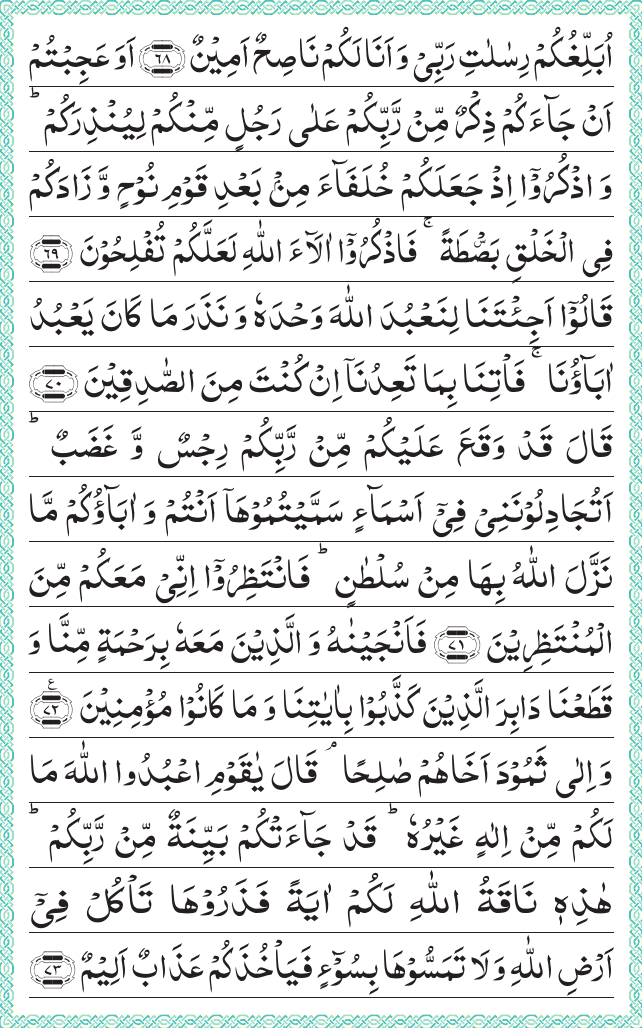 اُبَلِّغُكُمْ رِسٰلٰتِ رَبِّیْ وَ اَنَا لَكُمْ نَاصِحٌ اَمِیْنٌ ﴿٦٨﴾ اَوَ عَجِبْتُمْ
اَنْ جَآءَكُمْ ذِكْرٌ مِّنْ رَّبِّكُمْ عَلٰی رَجُلٍ مِّنْكُمْ لِیُنْذِرَكُمْ ؕ
وَ اذْكُرُوْۤا اِذْ جَعَلَكُمْ خُلَفَآءَ مِنْۢ بَعْدِ قَوْمِ نُوْحٍ وَّ زَادَكُمْ
فِی الْخَلْقِ بَصْۜطَةً ۚ فَاذْكُرُوْۤا اٰلَآءَ اللّٰهِ لَعَلَّكُمْ تُفْلِحُوْنَ ﴿٦٩﴾
قَالُوْۤا اَجِئْتَنَا لِنَعْبُدَ اللّٰهَ وَحْدَهٗ وَ نَذَرَ مَا كَانَ یَعْبُدُ
اٰبَآؤُنَا ۚ فَاْتِنَا بِمَا تَعِدُنَاۤ اِنْ كُنْتَ مِنَ الصّٰدِقِیْنَ ﴿٧٠﴾
قَالَ قَدْ وَقَعَ عَلَیْكُمْ مِّنْ رَّبِّكُمْ رِجْسٌ وَّ غَضَبٌ ؕ
اَتُجَادِلُوْنَنِیْ فِیْۤ اَسْمَآءٍ سَمَّیْتُمُوْهَاۤ اَنْتُمْ وَ اٰبَآؤُكُمْ مَّا
نَزَّلَ اللّٰهُ بِهَا مِنْ سُلْطٰنٍ ؕ فَانْتَظِرُوْۤا اِنِّیْ مَعَكُمْ مِّنَ
الْمُنْتَظِرِیْنَ ﴿٧١﴾ فَاَنْجَیْنٰهُ وَ الَّذِیْنَ مَعَهٗ بِرَحْمَةٍ مِّنَّا وَ
قَطَعْنَا دَابِرَ الَّذِیْنَ كَذَّبُوْا بِاٰیٰتِنَا وَ مَا كَانُوْا مُؤْمِنِیْنَ ﴿٧٢﴾ ع
وَ اِلٰی ثَمُوْدَ اَخَاهُمْ صٰلِحًا ۘ قَالَ یٰقَوْمِ اعْبُدُوا اللّٰهَ مَا
لَكُمْ مِّنْ اِلٰهٍ غَیْرُهٗ ؕ قَدْ جَآءَتْكُمْ بَیِّنَةٌ مِّنْ رَّبِّكُمْ ؕ
هٰذِهٖ نَاقَةُ اللّٰهِ لَكُمْ اٰیَةً فَذَرُوْهَا تَاْكُلْ فِیْۤ
اَرْضِ اللّٰهِ وَ لَا تَمَسُّوْهَا بِسُوْٓءٍ فَیَاْخُذَكُمْ عَذَابٌ اَلِیْمٌ ﴿٧٣﴾